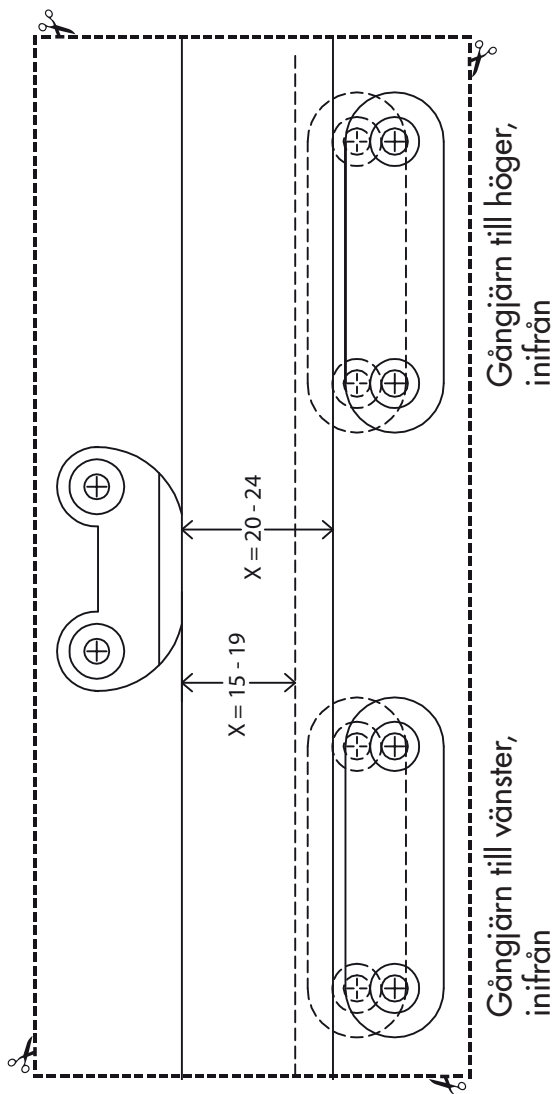 Gångjärn till höger,
inifrån
X = 20 - 24
X = 15 - 19
Gångjärn till vänster,
inifrån